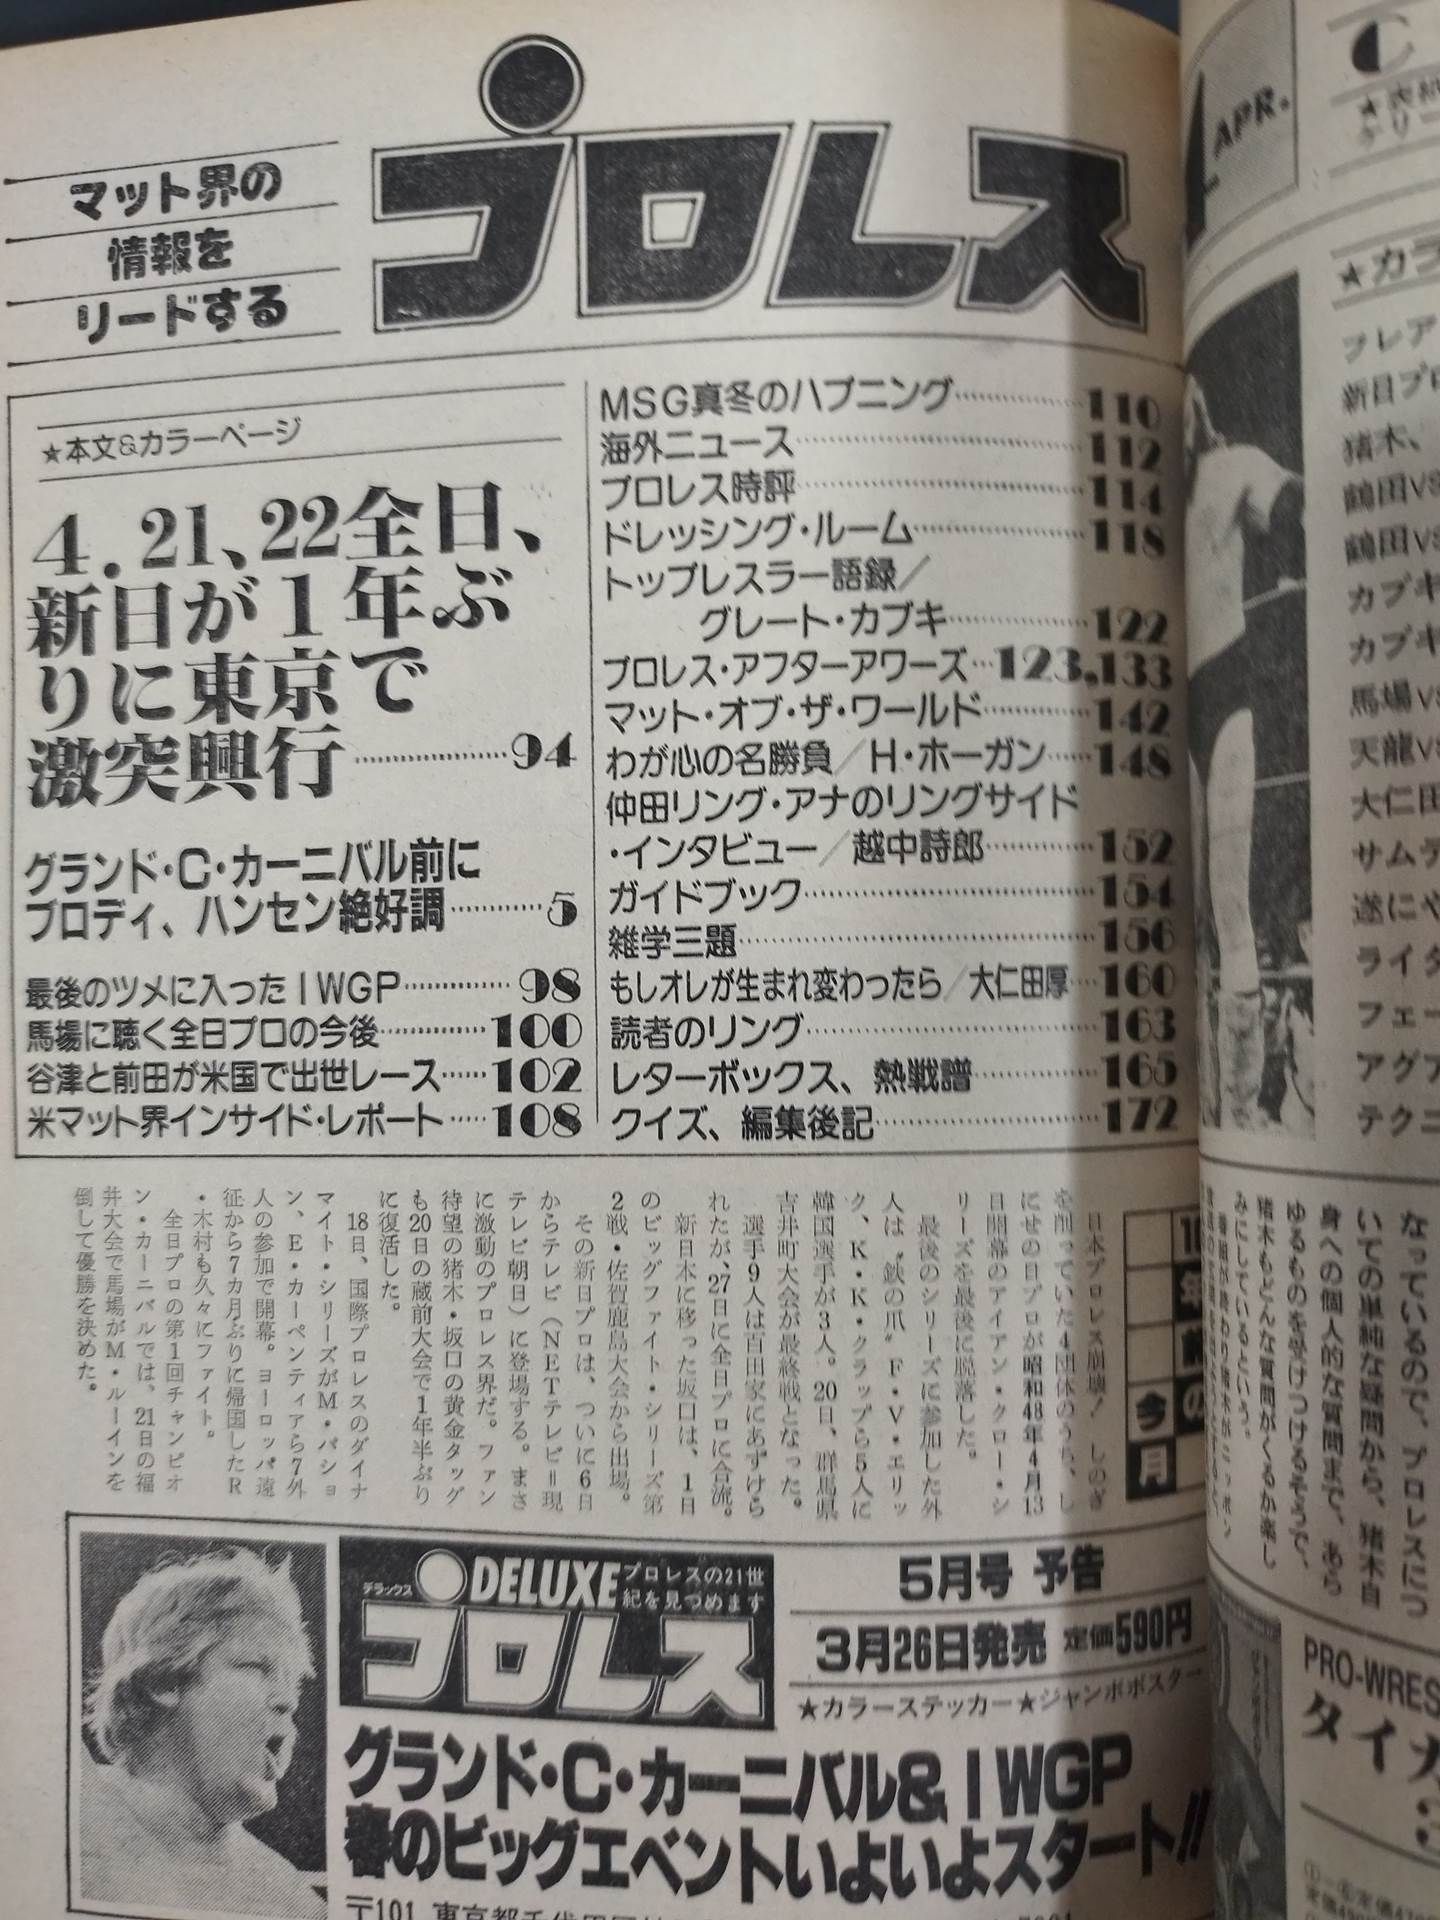 マット界の
情報を
リードする
プロレス
★本文&カラーページ
4.21、22全日、
新日が1年ぶ
りに東京で
激突興行……………94
グランド・C・カーニバル前に
ブロディ、ハンセン絶好調…………5
最後のツメに入ったIWGP……………98
馬場に聴く全日プロの今後……………100
谷津と前田が米国で出世レース……102
米マット界インサイド・レポート……108
MSG真冬のハプニング……………110
海外ニュース……………112
プロレス時評……………114
ドレッシング・ルーム……………118
トップレスラー語録/
グレート・カブキ……………122
プロレス・アフターアワーズ…123,133
マット・オブ・ザ・ワールド…………142
わが心の名勝負/H・ホーガン……148
仲田リング・アナのリングサイド
・インタビュー/越中詩郎…………152
ガイドブック……………154
雑学三題……………156
もしオレが生まれ変わったら/大仁田厚…160
読者のリング……………163
レターボックス、熱戦譜……………165
クイズ、編集後記……………172
10年前の
今月
日本プロレス崩壊! しのぎ
を削っていた4団体のうち、し
にせの日プロが昭和48年4月13
日開幕のアイアン・クロー・シ
リーズを最後に脱落した。
最後のシリーズに参加した外
人は〝鉄の爪〟F・V・エリッ
ク、K・K・クラップら5人に
韓国選手が3人。20日、群馬県
吉井町大会が最終戦となった。
選手9人は百田家にあずけら
れたが、27日に全日プロに合流。
新日本に移った坂口は、1日
のビッグファイト・シリーズ第
2戦・佐賀鹿島大会から出場。
その新日プロは、ついに6日
からテレビ(NETテレビ=現
テレビ朝日)に登場する。まさ
に激動のプロレス界だ。ファン
待望の猪木・坂口の黄金タッグ
も20日の蔵前大会で1年半ぶり
に復活した。
18日、国際プロレスのダイナ
マイト・シリーズがM・バショ
ン、E・カーペンティアら7外
人の参加で開幕。ヨーロッパ遠
征から7カ月ぶりに帰国したR
・木村も久々にファイト。
全日プロの第1回チャンピオ
ン・カーニバルでは、21日の福
井大会で馬場がM・ルーインを
倒して優勝を決めた。
デラックス
DELUXE
プロレスの21世
紀を見つめます
プロレス
5月号 予告
3月26日発売 定価590円
★カラーステッカー★ジャンボポスター
グランド・C・カーニバル&IWGP
春のビッグエベントいよいよスタート!!
〒101 東京都千代田区
4
APR.
★カラ
フレア
新日プロ
猪木、
鶴田VS
鶴田VS
カブキ
カブキ
馬場VS
天龍VS
大仁田
サムテ
遂にや
ライタ
フェー
アグア
テクニ
なっているので、プロレスにつ
いての単純な疑問から、猪木自
身への個人的な質問まで、あら
ゆるものを受けつけるそうで、
猪木もどんな質問がくるか楽し
みにしているという。
PRO-WRES
タイガ